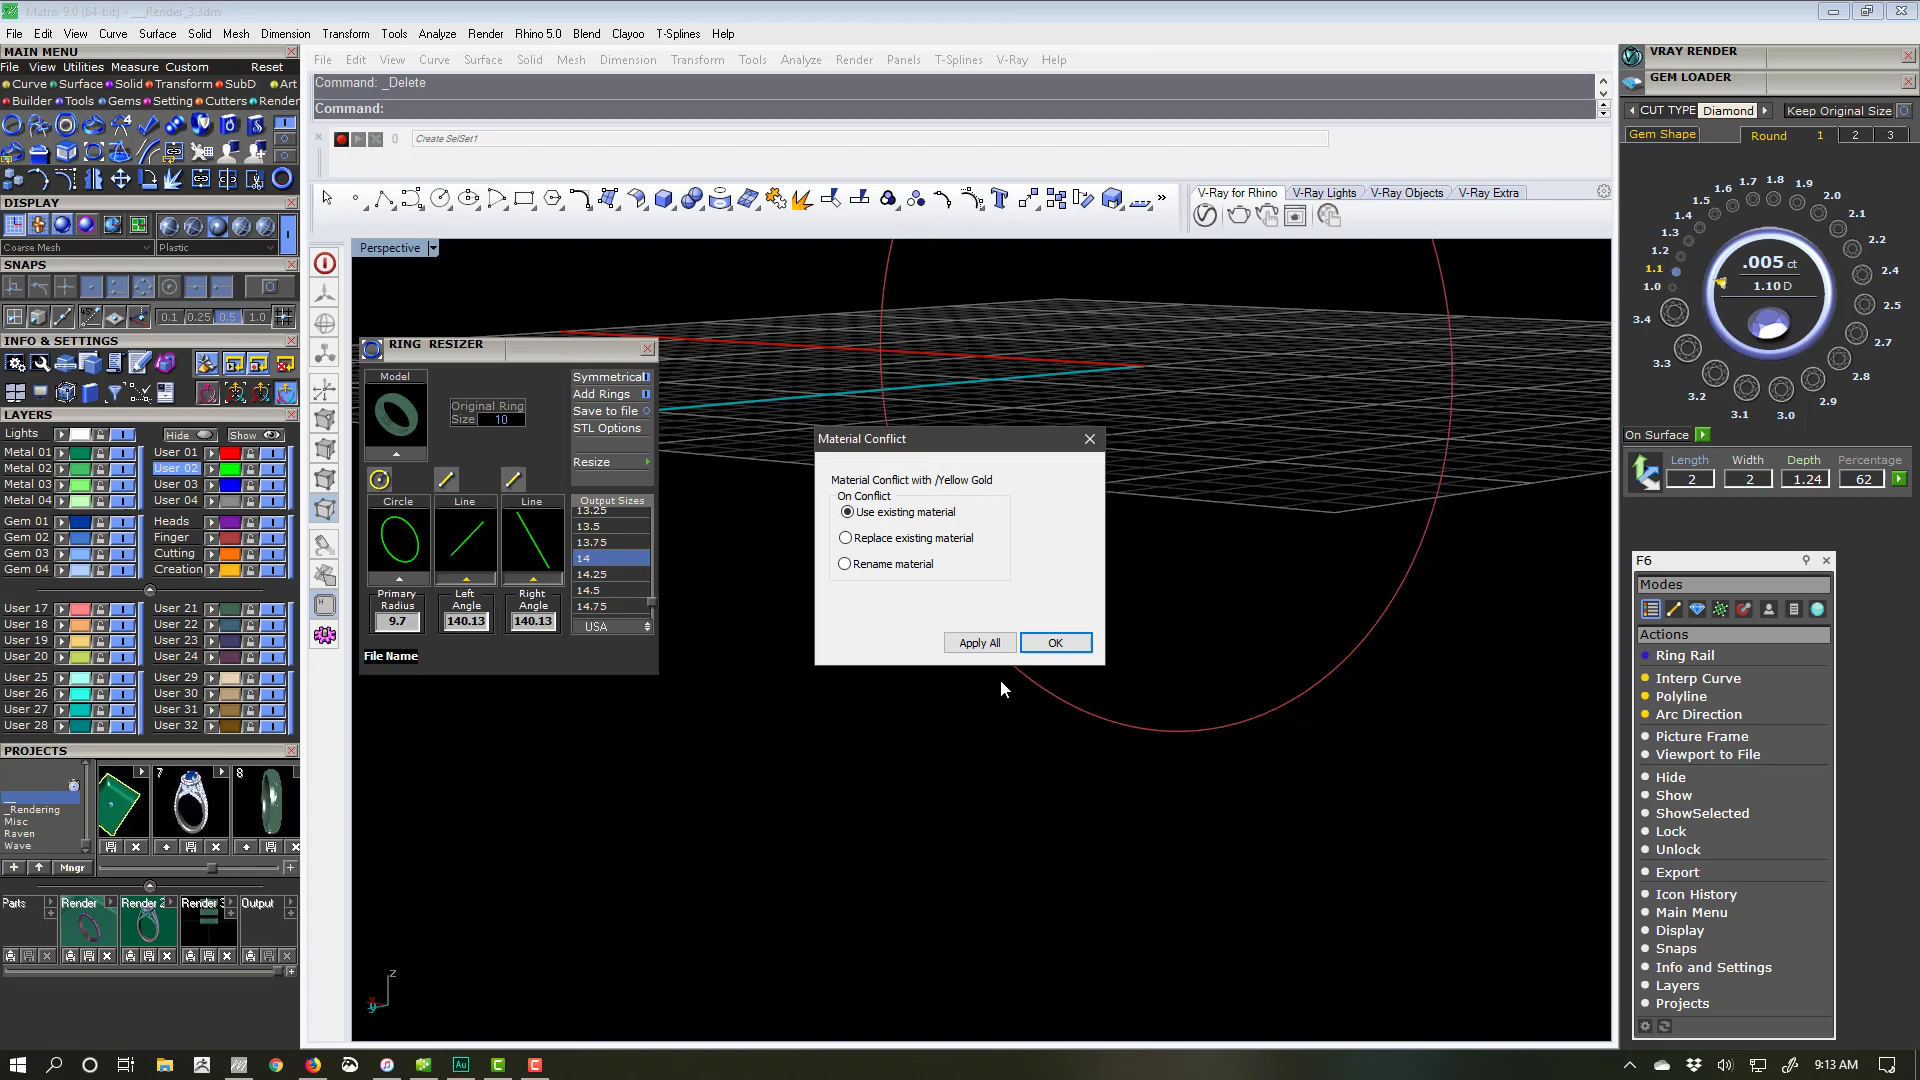 Matrix 9.0 (64-bit) - ___Render_3.3dm
File Edit View Curve Surface Solid Mesh Dimension Transform Tools Analyze Render Rhino 5.0 Blend Clayoo T-Splines Help
MAIN MENU
File View Utilities Measure Custom Reset
Curve Surface Solid Transform SubD Art
Builder Tools Gems Setting Cutters Render
DISPLAY
Coarse Mesh Plastic
SNAPS
0.1 0.25 0.5 1.0
INFO & SETTINGS
LAYERS
Lights Hide Show
Metal 01 User 01
Metal 02 User 02
Metal 03 User 03
Metal 04 User 04
Gem 01 Heads
Gem 02 Finger
Gem 03 Cutting
Gem 04 Creation
User 17 User 21
User 18 User 22
User 19 User 23
User 20 User 24
User 25 User 29
User 26 User 30
User 27 User 31
User 28 User 32
PROJECTS
7 8
__
_Rendering
Misc
Raven
Wave
Mngr
Parts Render Render 2 Render 3 Output
File Edit View Curve Surface Solid Mesh Dimension Transform Tools Analyze Render Panels T-Splines V-Ray Help
Command: _Delete
Command:
0 Create SelSet1
V-Ray for Rhino V-Ray Lights V-Ray Objects V-Ray Extra
Perspective
RING RESIZER
Model
Original Ring
Size 10
Symmetrical
Add Rings
Save to file
STL Options
Resize
Circle Line Line
Output Sizes
13.25
13.5
13.75
14
14.25
14.5
14.75
USA
Primary
Radius
9.7
Left
Angle
140.13
Right
Angle
140.13
File Name
Material Conflict
Material Conflict with /Yellow Gold
On Conflict
Use existing material
Replace existing material
Rename material
Apply All OK
z
x
y
VRAY RENDER
GEM LOADER
CUT TYPE Diamond Keep Original Size
Gem Shape Round 1 2 3
1.0
1.1
1.2
1.3
1.4
1.5
1.6
1.7
1.8
1.9
2.0
2.1
2.2
2.4
2.5
2.7
2.8
2.9
3.0
3.1
3.2
3.3
3.4
.005 ct
1.10 D
On Surface
Length Width Depth Percentage
2 2 1.24 62
F6
Modes
Actions
Ring Rail
Interp Curve
Polyline
Arc Direction
Picture Frame
Viewport to File
Hide
Show
ShowSelected
Lock
Unlock
Export
Icon History
Main Menu
Display
Snaps
Info and Settings
Layers
Projects
Au
9:13 AM